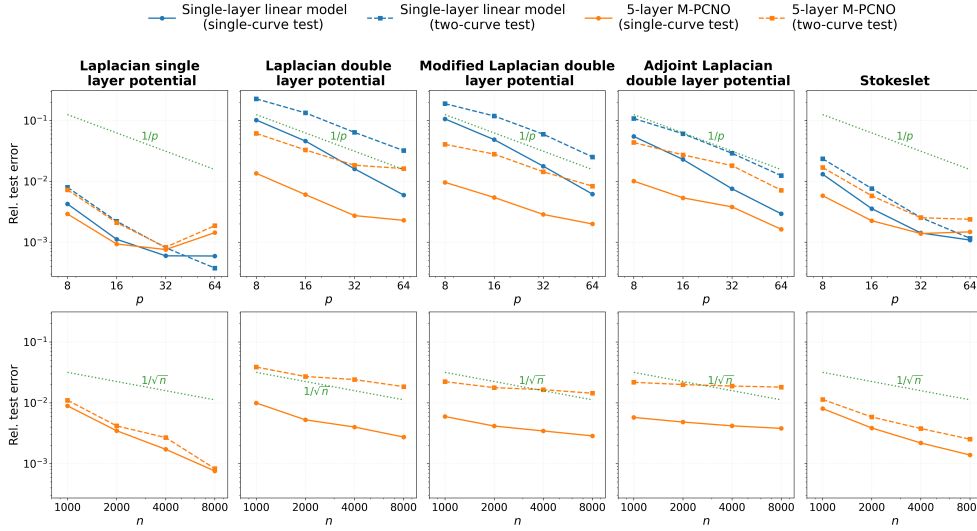 Single-layer linear model
(single-curve test)
Single-layer linear model
(two-curve test)
5-layer M-PCNO
(single-curve test)
5-layer M-PCNO
(two-curve test)
Laplacian single
layer potential
Laplacian double
layer potential
Modified Laplacian double
layer potential
Adjoint Laplacian
double layer potential
Stokeslet
Rel. test error
10⁻¹
10⁻²
10⁻³
1/p
1/p
1/p
1/p
1/p
8 16 32 64
8 16 32 64
8 16 32 64
8 16 32 64
8 16 32 64
p
p
p
p
p
Rel. test error
10⁻¹
10⁻²
10⁻³
1/√n
1/√n
1/√n
1/√n
1/√n
1000 2000 4000 8000
1000 2000 4000 8000
1000 2000 4000 8000
1000 2000 4000 8000
1000 2000 4000 8000
n
n
n
n
n